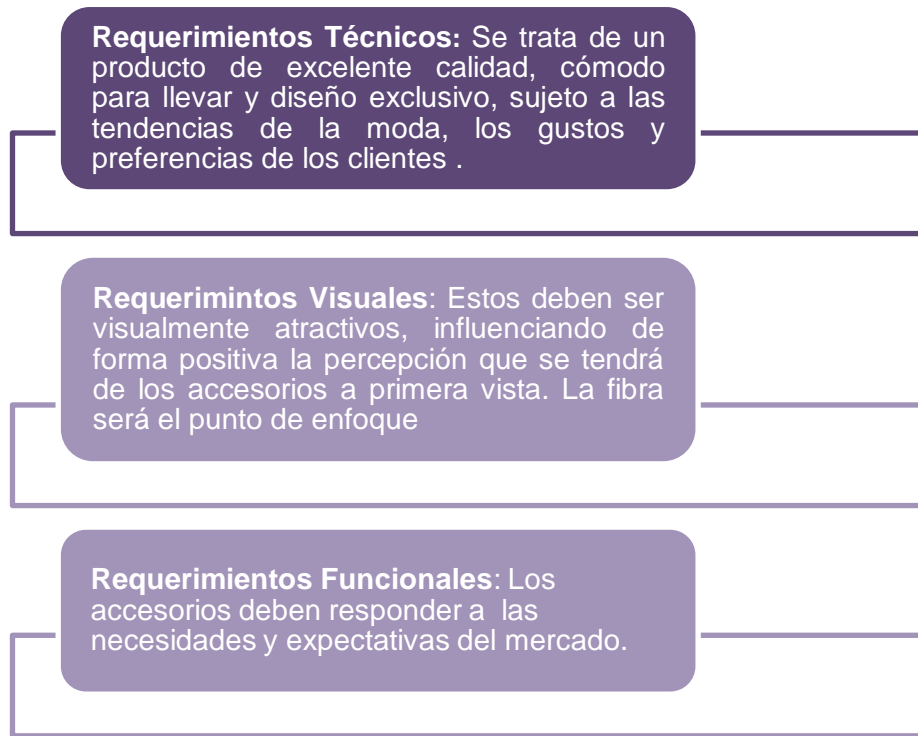 Requerimientos Técnicos: Se trata de un
producto de excelente calidad, cómodo
para llevar y diseño exclusivo, sujeto a las
tendencias de la moda, los gustos y
preferencias de los clientes .
Requerimintos Visuales: Estos deben ser
visualmente atractivos, influenciando de
forma positiva la percepción que se tendrá
de los accesorios a primera vista. La fibra
será el punto de enfoque
Requerimientos Funcionales: Los
accesorios deben responder a  las
necesidades y expectativas del mercado.